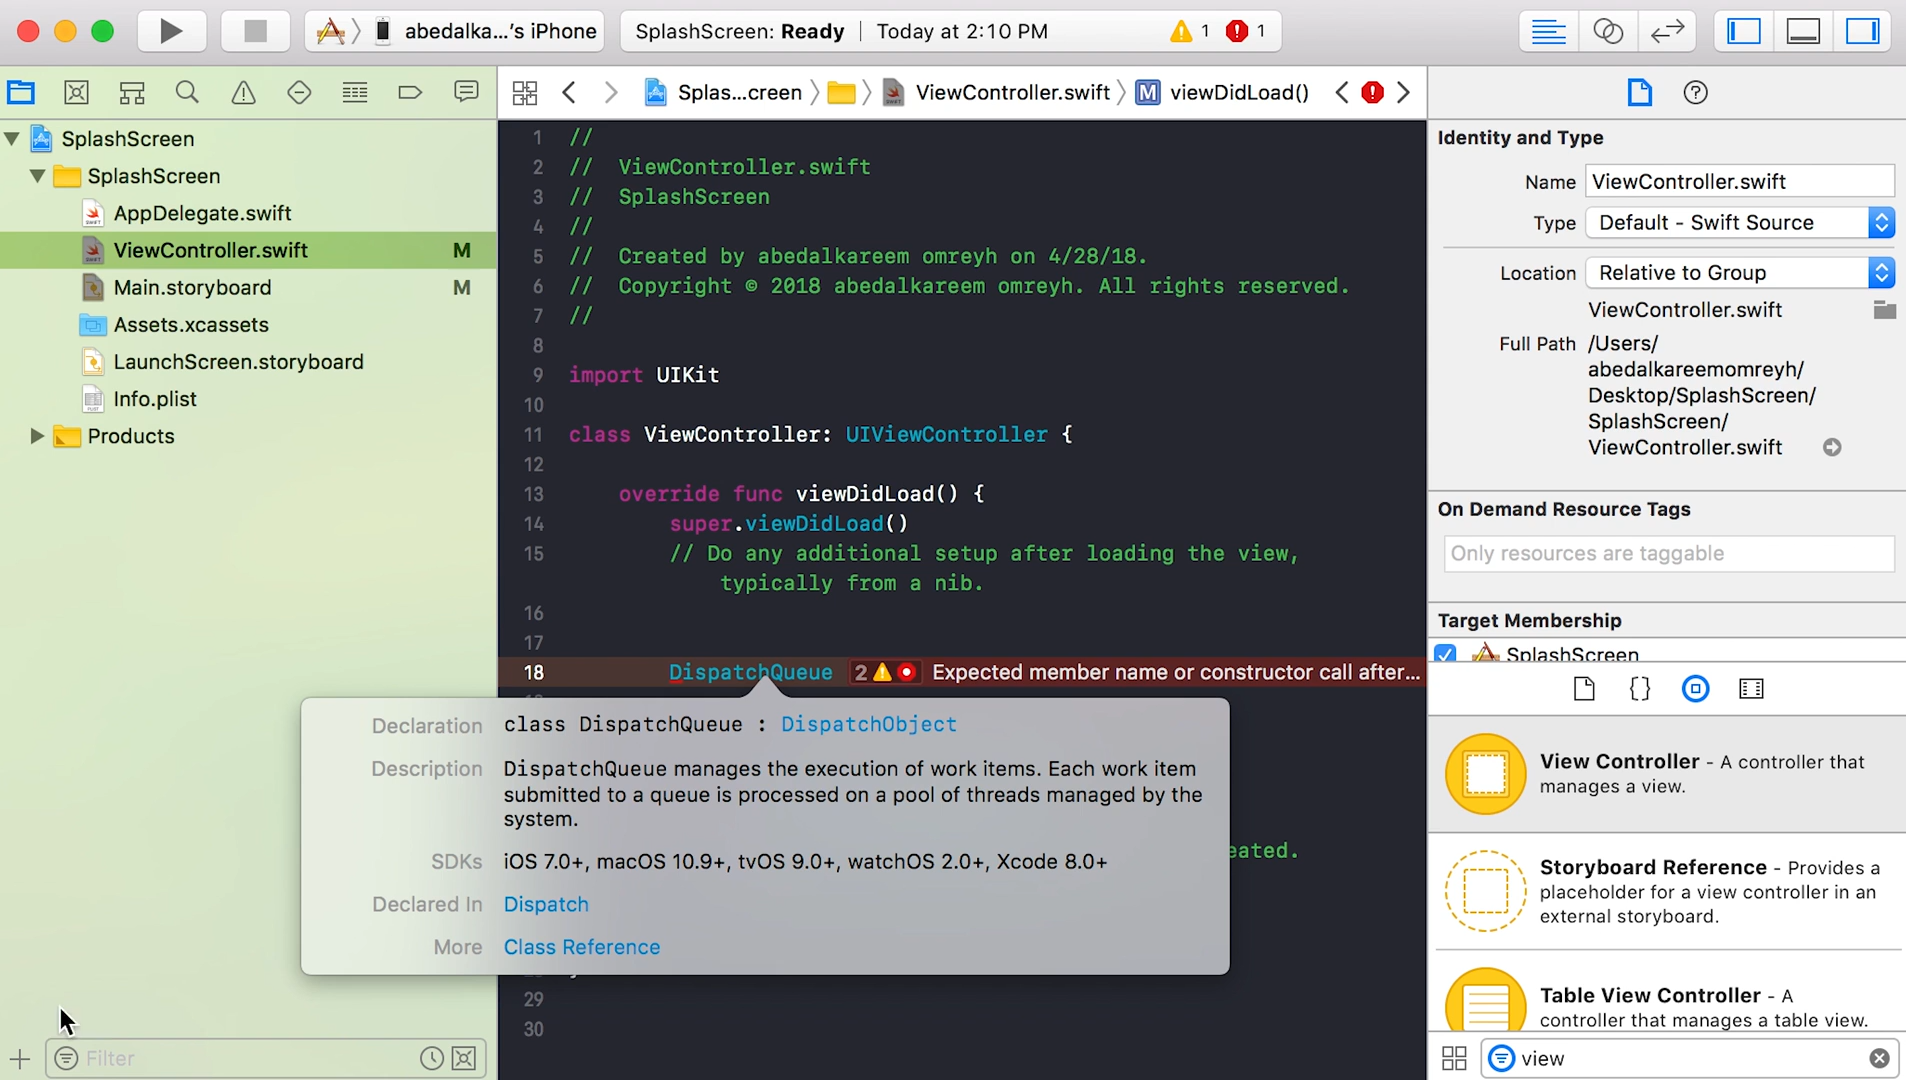 abedalka...’s iPhone
SplashScreen: Ready | Today at 2:10 PM
1
1
Splas...creen
ViewController.swift
M viewDidLoad()
SplashScreen
SplashScreen
AppDelegate.swift
ViewController.swift M
Main.storyboard M
Assets.xcassets
LaunchScreen.storyboard
Info.plist
Products
Filter
1 //
2 //  ViewController.swift
3 //  SplashScreen
4 //
5 //  Created by abedalkareem omreyh on 4/28/18.
6 //  Copyright © 2018 abedalkareem omreyh. All rights reserved.
7 //
8
9 import UIKit
10
11 class ViewController: UIViewController {
12
13 override func viewDidLoad() {
14 super.viewDidLoad()
15 // Do any additional setup after loading the view,
typically from a nib.
16
17
18 DispatchQueue 2 Expected member name or constructor call after...
Declaration class DispatchQueue : DispatchObject
Description DispatchQueue manages the execution of work items. Each work item
submitted to a queue is processed on a pool of threads managed by the
system.
SDKs iOS 7.0+, macOS 10.9+, tvOS 9.0+, watchOS 2.0+, Xcode 8.0+
Declared In Dispatch
More Class Reference
eated.
29
30
Identity and Type
Name ViewController.swift
Type Default - Swift Source
Location Relative to Group
ViewController.swift
Full Path /Users/
abedalkareemomreyh/
Desktop/SplashScreen/
SplashScreen/
ViewController.swift
On Demand Resource Tags
Only resources are taggable
Target Membership
SplashScreen
{}
View Controller - A controller that
manages a view.
Storyboard Reference - Provides a
placeholder for a view controller in an
external storyboard.
Table View Controller - A
controller that manages a table view.
view